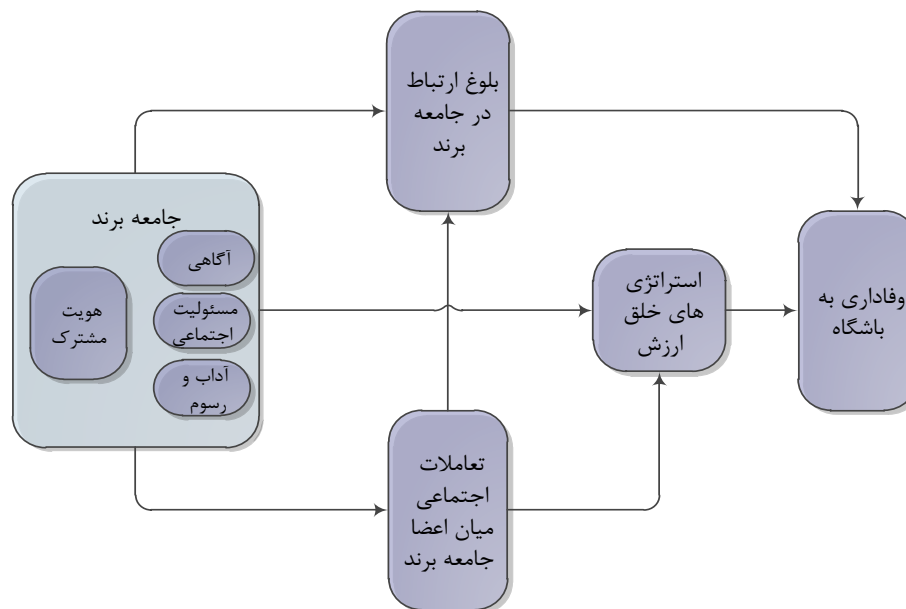 بلوغ ارتباط
در جامعه
برند
جامعه برند
آگاهی
هویت
مشترک
مسئولیت
اجتماعی
آداب و
رسوم
استراتژی
های خلق
ارزش
وفاداری به
باشگاه
تعاملات
اجتماعی
میان اعضا
جامعه برند